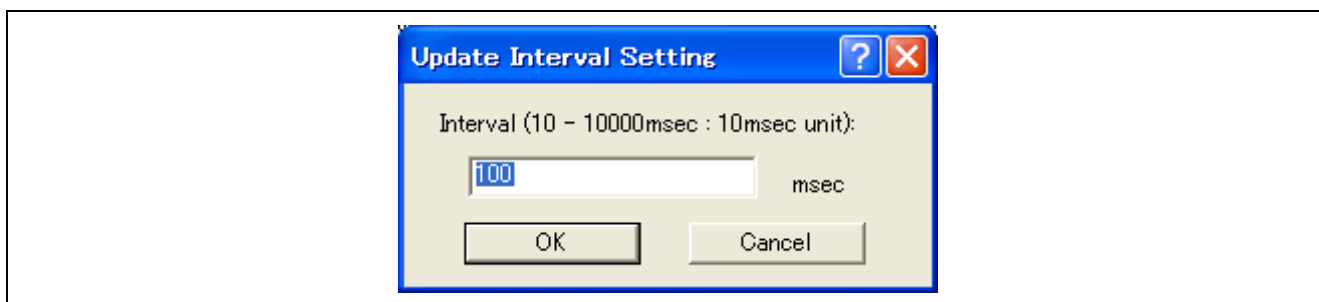 Update Interval Setting
Interval (10 - 10000msec : 10msec unit):
100
msec
OK
Cancel